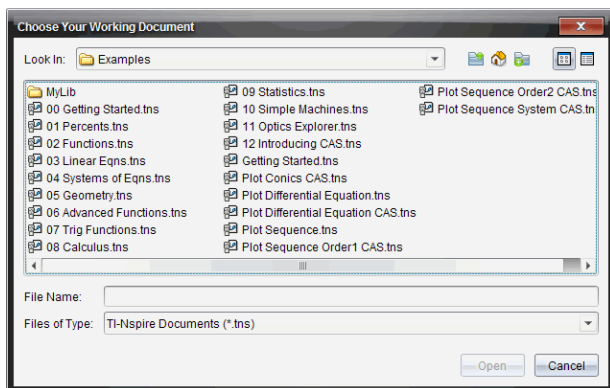 Choose Your Working Document
Look In: Examples
MyLib
00 Getting Started.tns
01 Percents.tns
02 Functions.tns
03 Linear Eqns.tns
04 Systems of Eqns.tns
05 Geometry.tns
06 Advanced Functions.tns
07 Trig Functions.tns
08 Calculus.tns
09 Statistics.tns
10 Simple Machines.tns
11 Optics Explorer.tns
12 Introducing CAS.tns
Getting Started.tns
Plot Conics CAS.tns
Plot Differential Equation.tns
Plot Differential Equation CAS.tns
Plot Sequence.tns
Plot Sequence Order1 CAS.tns
Plot Sequence Order2 CAS.tns
Plot Sequence System CAS.tn
File Name:
Files of Type: TI-Nspire Documents (*.tns)
Open Cancel